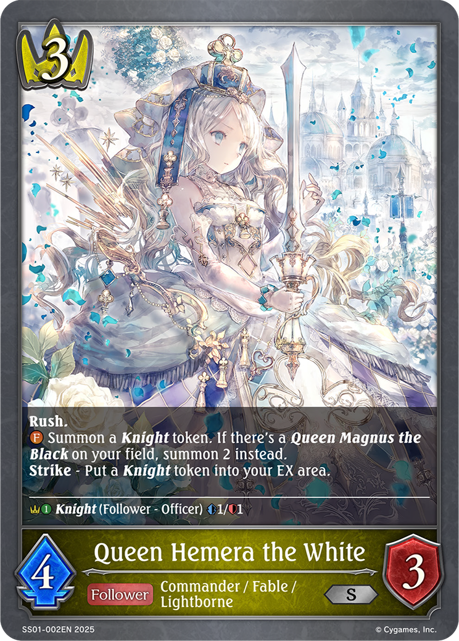 3
Rush.
F Summon a Knight token. If there's a Queen Magnus the
Black on your field, summon 2 instead.
Strike - Put a Knight token into your EX area.
1 Knight (Follower - Officer) 1/1
Queen Hemera the White
4
Follower
Commander / Fable /
Lightborne
S
3
SS01-002EN 2025
© Cygames, Inc.